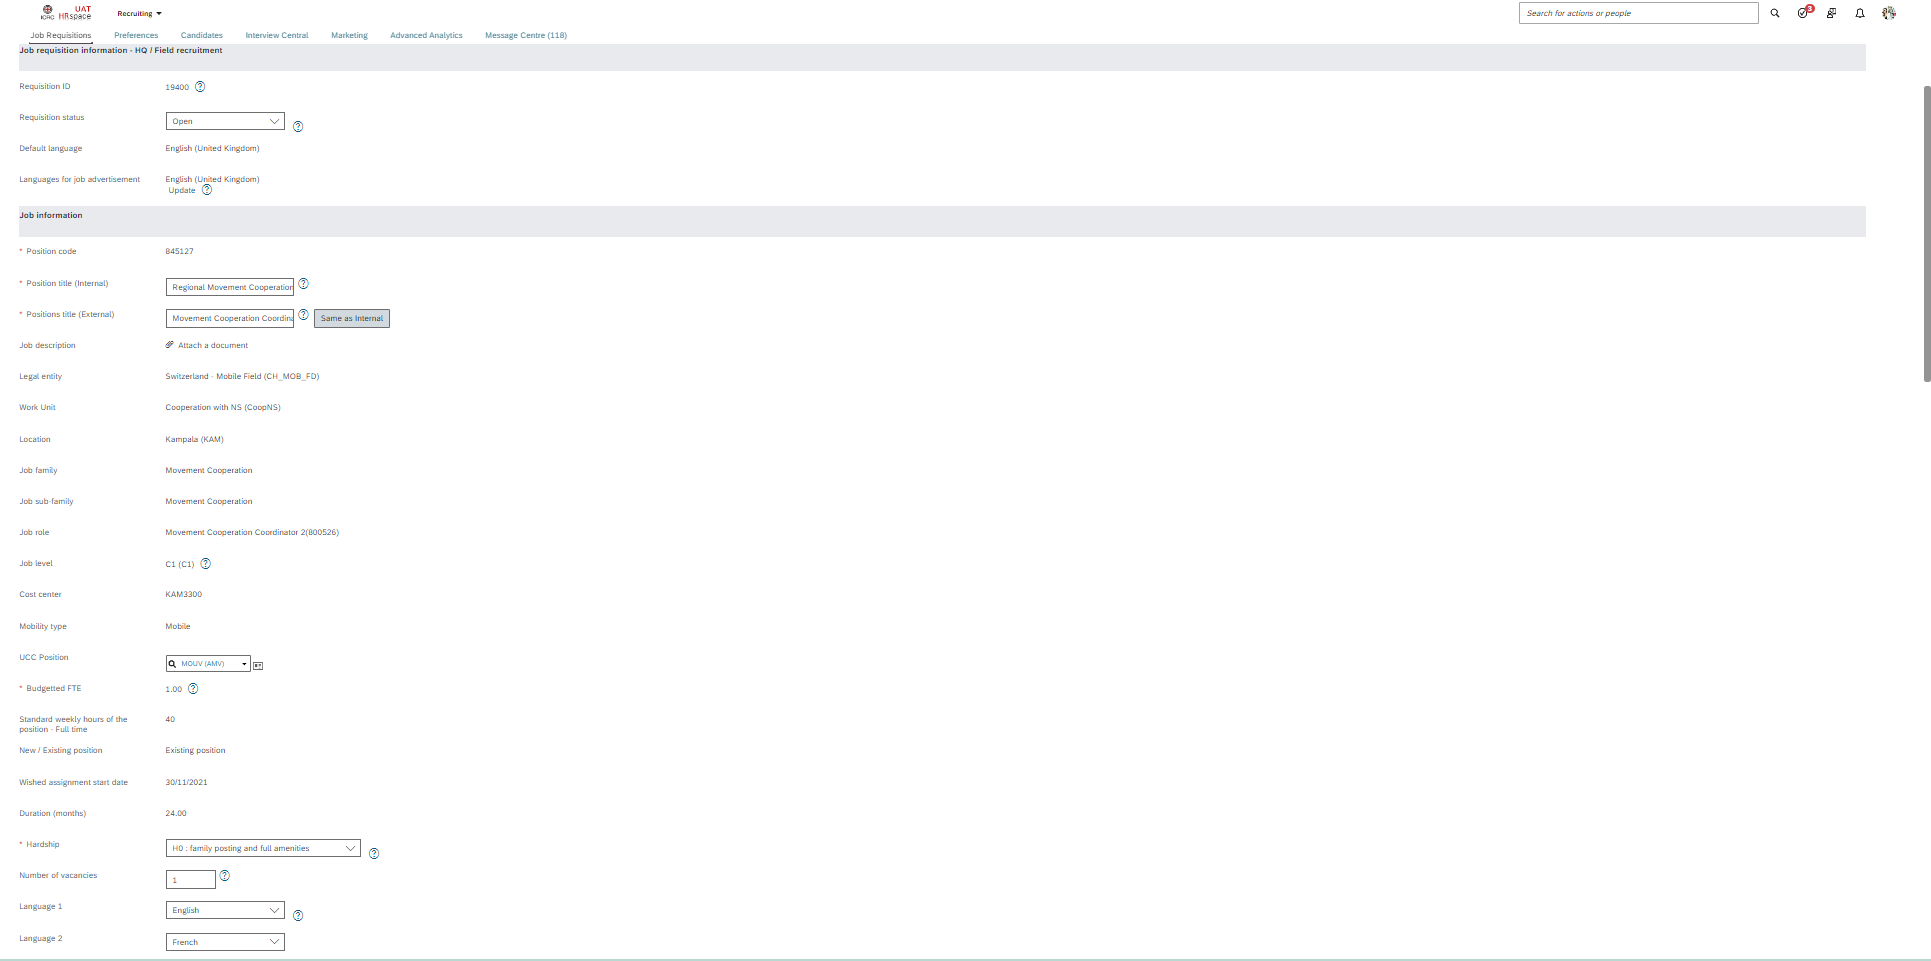 ICRC UAT HRspace
Recruiting
Search for actions or people
3
Job Requisitions Preferences Candidates Interview Central Marketing Advanced Analytics Message Centre (118)
Job requisition information - HQ / Field recruitment
Requisition ID 19400 ?
Requisition status Open ?
Default language English (United Kingdom)
Languages for job advertisement English (United Kingdom)
Update ?
Job information
* Position code 845127
* Position title (Internal) Regional Movement Cooperation ?
* Positions title (External) Movement Cooperation Coordina ? Same as Internal
Job description Attach a document
Legal entity Switzerland - Mobile Field (CH_MOB_FD)
Work Unit Cooperation with NS (CoopNS)
Location Kampala (KAM)
Job family Movement Cooperation
Job sub-family Movement Cooperation
Job role Movement Cooperation Coordinator 2(800526)
Job level C1 (C1) ?
Cost center KAM3300
Mobility type Mobile
UCC Position MOUV (AMV)
* Budgetted FTE 1.00 ?
Standard weekly hours of the 40
position - Full time
New / Existing position Existing position
Wished assignment start date 30/11/2021
Duration (months) 24.00
* Hardship H0 : family posting and full amenities ?
Number of vacancies 1 ?
Language 1 English ?
Language 2 French